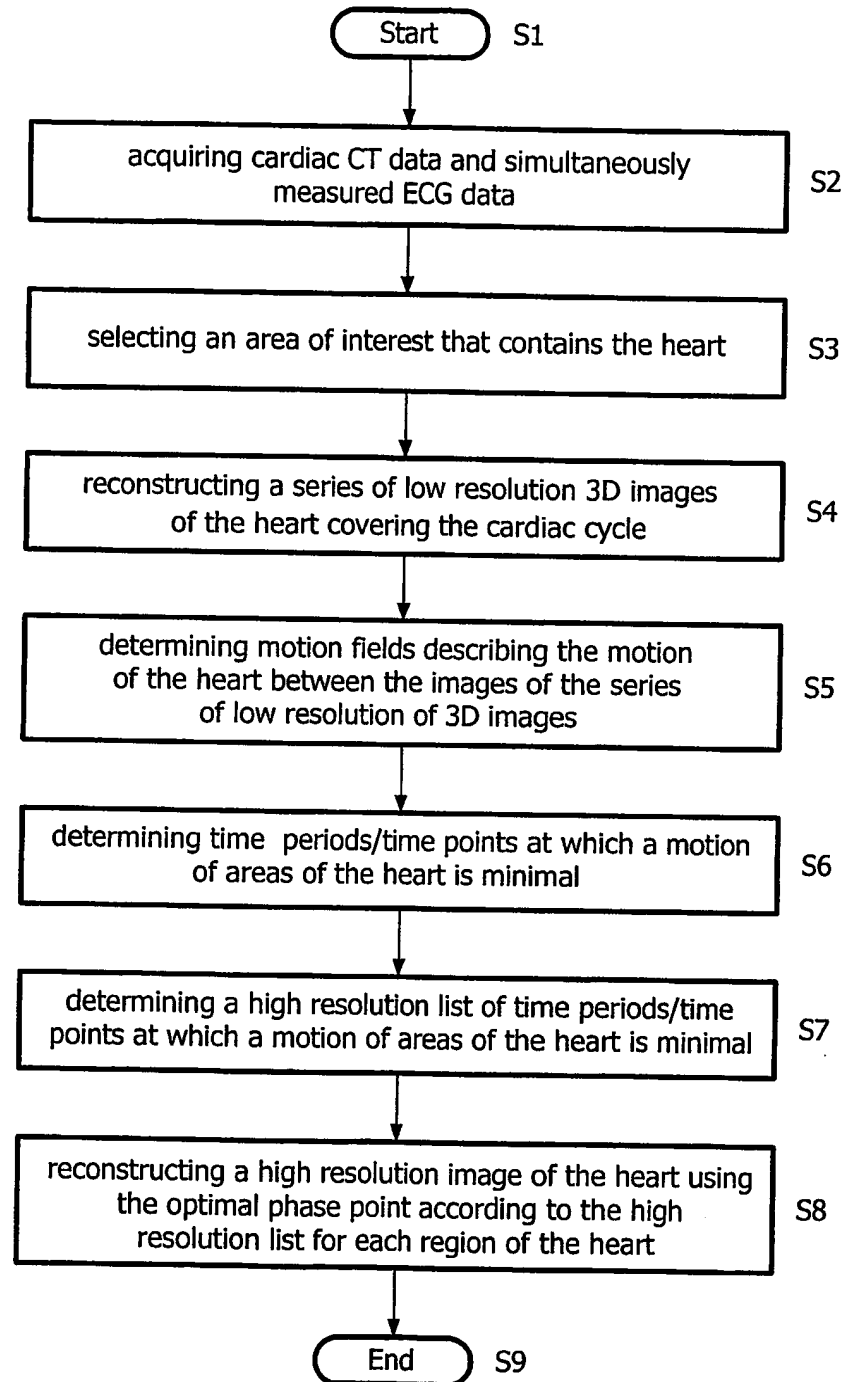 Start S1
acquiring cardiac CT data and simultaneously
measured ECG data
S2
selecting an area of interest that contains the heart S3
reconstructing a series of low resolution 3D images
of the heart covering the cardiac cycle
S4
determining motion fields describing the motion
of the heart between the images of the series
of low resolution of 3D images
S5
determining time periods/time points at which a motion
of areas of the heart is minimal
S6
determining a high resolution list of time periods/time
points at which a motion of areas of the heart is minimal
S7
reconstructing a high resolution image of the heart using
the optimal phase point according to the high
resolution list for each region of the heart
S8
End S9